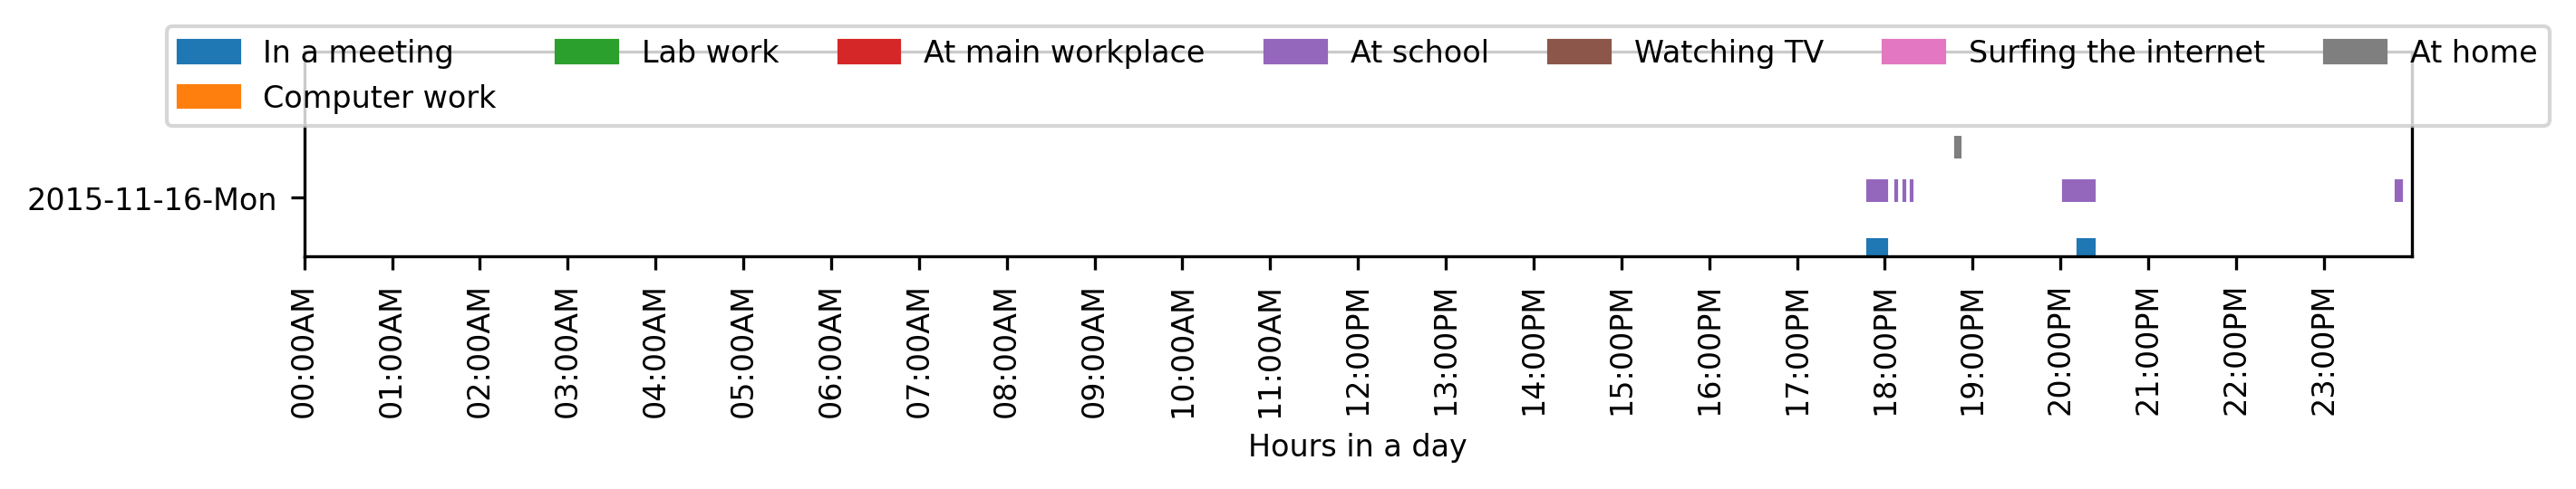 In a meeting Lab work At main workplace At school Watching TV Surfing the internet At home
Computer work
2015-11-16-Mon
00:00AM 01:00AM 02:00AM 03:00AM 04:00AM 05:00AM 06:00AM 07:00AM 08:00AM 09:00AM 10:00AM 11:00AM 12:00PM 13:00PM 14:00PM 15:00PM 16:00PM 17:00PM 18:00PM 19:00PM 20:00PM 21:00PM 22:00PM 23:00PM
Hours in a day